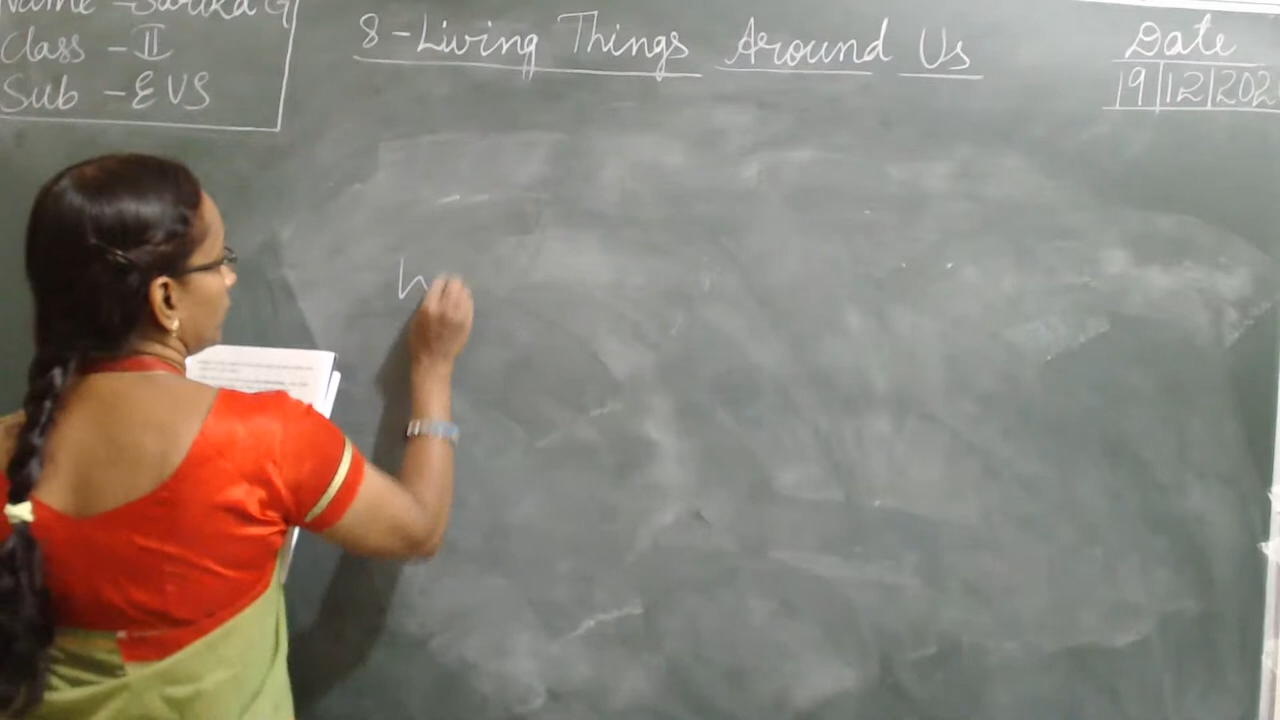 Name - Sarika G
Class - II
Sub - EVS
8 - Living Things Around Us
Date
19|12|202